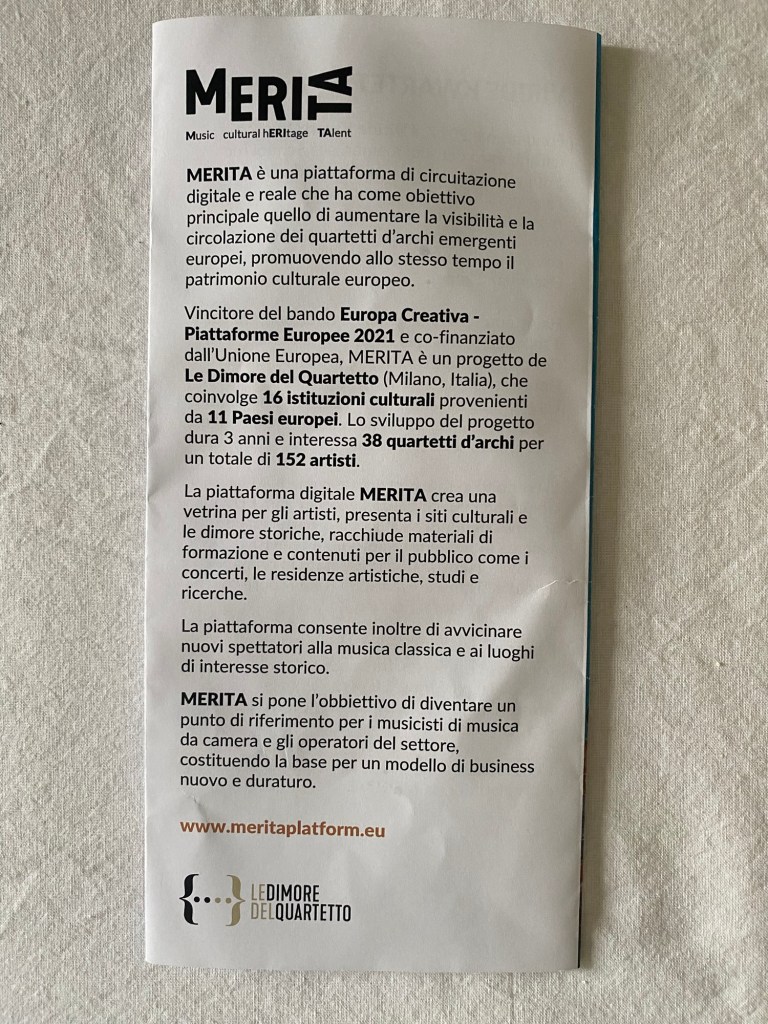 MERITA
Music cultural hERItage TAlent
MERITA è una piattaforma di circuitazione
digitale e reale che ha come obiettivo
principale quello di aumentare la visibilità e la
circolazione dei quartetti d'archi emergenti
europei, promuovendo allo stesso tempo il
patrimonio culturale europeo.
Vincitore del bando Europa Creativa -
Piattaforme Europee 2021 e co-finanziato
dall'Unione Europea, MERITA è un progetto de
Le Dimore del Quartetto (Milano, Italia), che
coinvolge 16 istituzioni culturali provenienti
da 11 Paesi europei. Lo sviluppo del progetto
dura 3 anni e interessa 38 quartetti d'archi per
un totale di 152 artisti.
La piattaforma digitale MERITA crea una
vetrina per gli artisti, presenta i siti culturali e
le dimore storiche, racchiude materiali di
formazione e contenuti per il pubblico come i
concerti, le residenze artistiche, studi e
ricerche.
La piattaforma consente inoltre di avvicinare
nuovi spettatori alla musica classica e ai luoghi
di interesse storico.
MERITA si pone l'obbiettivo di diventare un
punto di riferimento per i musicisti di musica
da camera e gli operatori del settore,
costituendo la base per un modello di business
nuovo e duraturo.
www.meritaplatform.eu
LEDIMORE
DELQUARTETTO